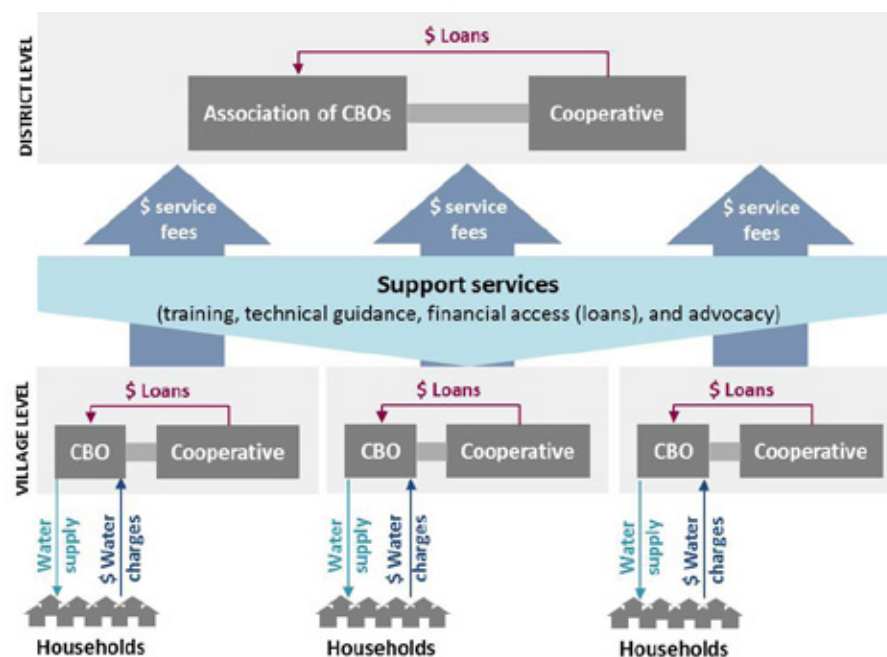 DISTRICT LEVEL
$ Loans
Association of CBOs
Cooperative
$ service
fees
$ service
fees
$ service
fees
Support services
(training, technical guidance, financial access (loans), and advocacy)
VILLAGE LEVEL
$ Loans
CBO
Cooperative
$ Loans
CBO
Cooperative
$ Loans
CBO
Cooperative
Water
supply
$ Water
charges
Water
supply
$ Water
charges
Water
supply
$ Water
charges
Households
Households
Households